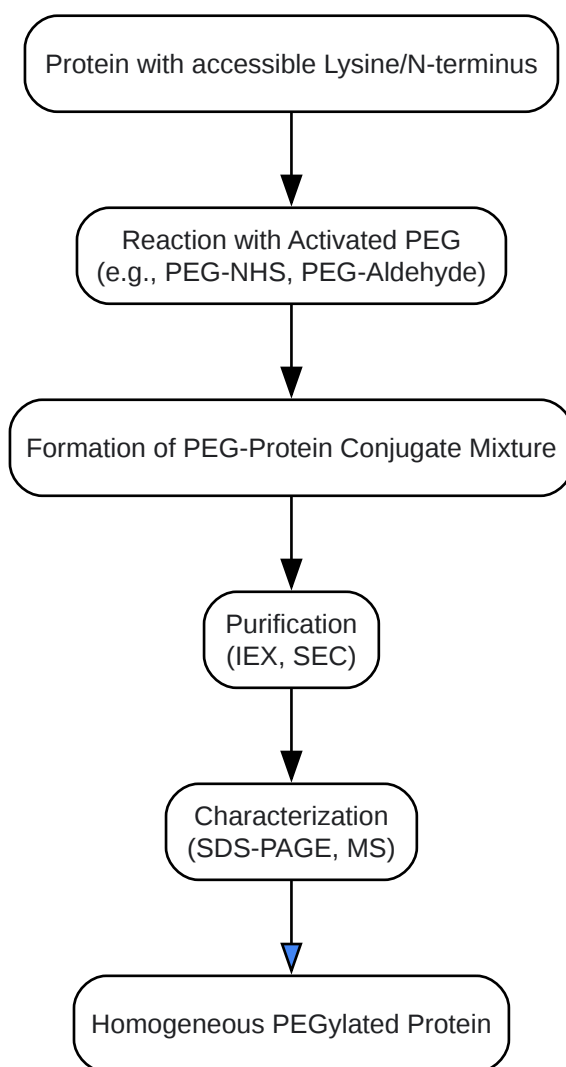 Protein with accessible Lysine/N-terminus
Reaction with Activated PEG
(e.g., PEG-NHS, PEG-Aldehyde)
Formation of PEG-Protein Conjugate Mixture
Purification
(IEX, SEC)
Characterization
(SDS-PAGE, MS)
Homogeneous PEGylated Protein